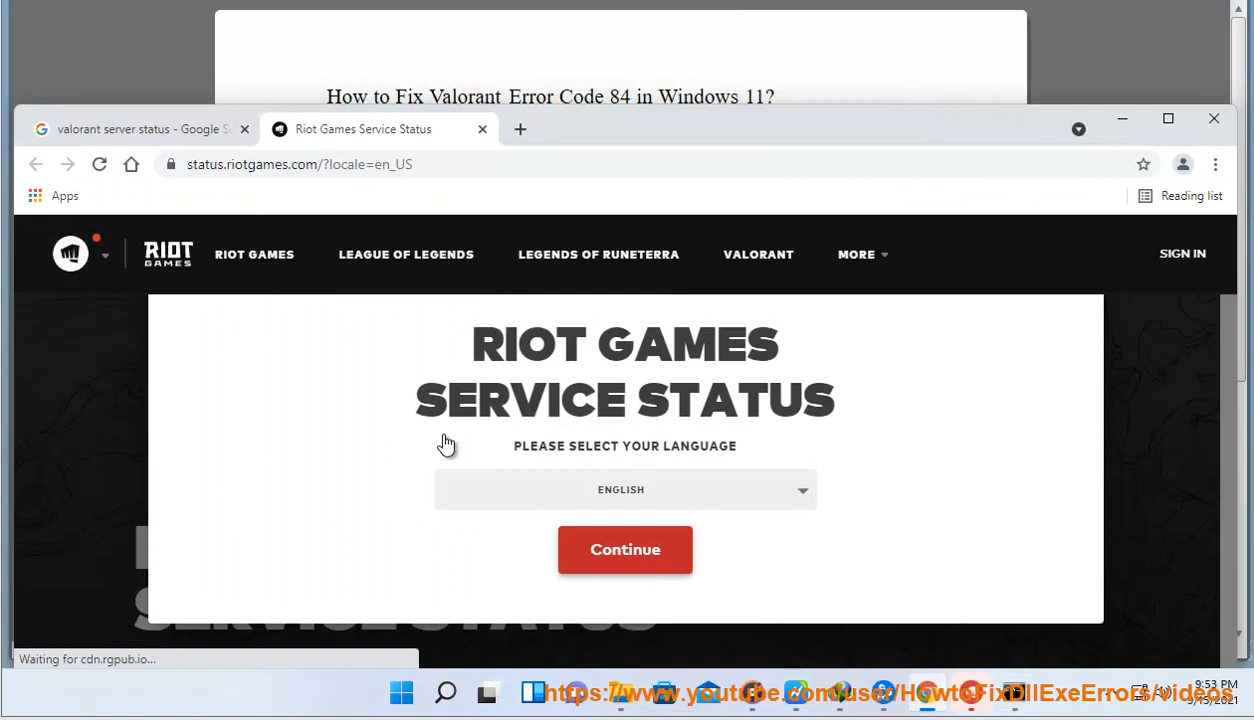 How to Fix Valorant Error Code 84 in Windows 11?
valorant server status - Google S
Riot Games Service Status
status.riotgames.com/?locale=en_US
Apps
Reading list
RIOT GAMES
RIOT GAMES
LEAGUE OF LEGENDS
LEGENDS OF RUNETERRA
VALORANT
MORE
SIGN IN
RIOT GAMES
SERVICE STATUS
PLEASE SELECT YOUR LANGUAGE
ENGLISH
Continue
Waiting for cdn.rgpub.io...
9:53 PM
https://www.youtube.com/user/HowtoFixDllExeErrors/videos